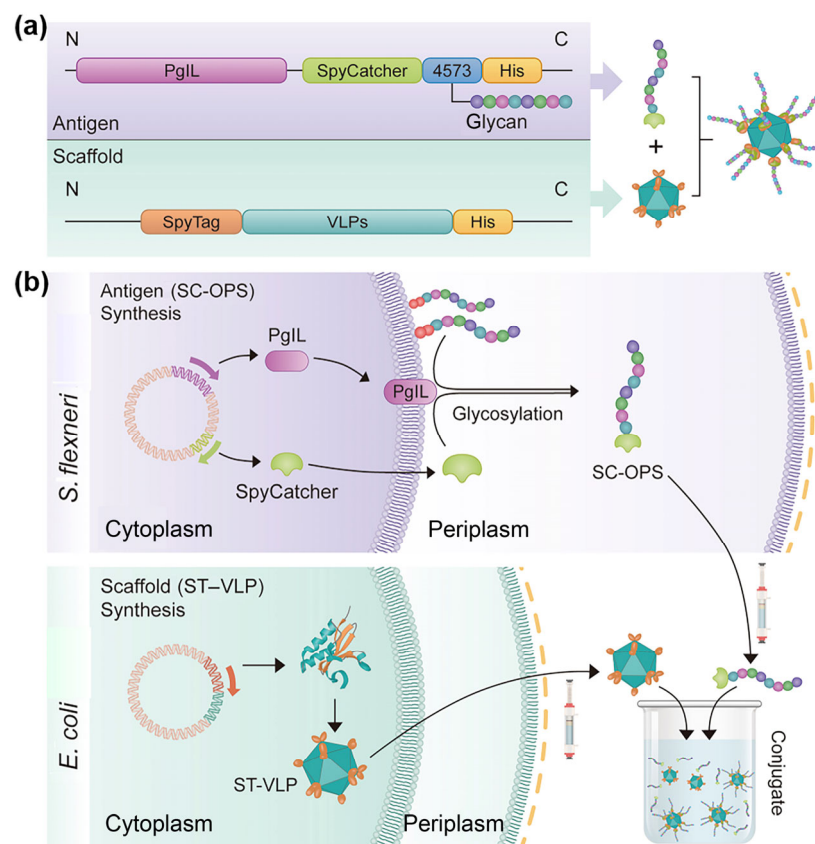 (a)
N
C
PglL
SpyCatcher
4573
His
Glycan
Antigen
+
Scaffold
N
C
SpyTag
VLPs
His
(b)
S. flexneri
Antigen (SC-OPS)
Synthesis
PglL
PglL
Glycosylation
SpyCatcher
SC-OPS
Cytoplasm
Periplasm
E. coli
Scaffold (ST–VLP)
Synthesis
ST-VLP
Conjugate
Cytoplasm
Periplasm